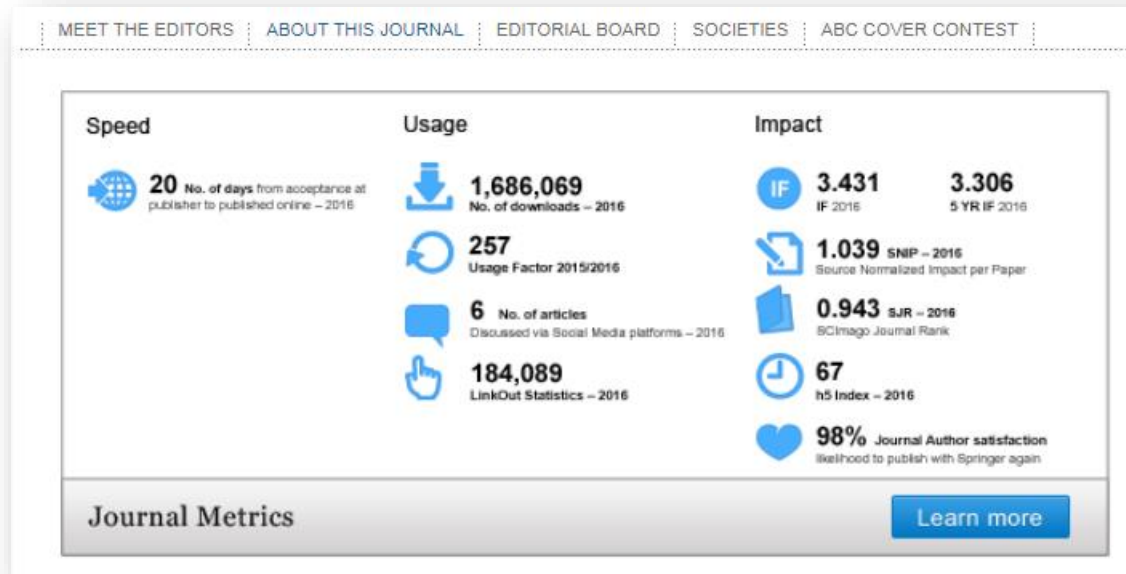 MEET THE EDITORS
ABOUT THIS JOURNAL
EDITORIAL BOARD
SOCIETIES
ABC COVER CONTEST
Speed
20 No. of days from acceptance at
publisher to published online – 2016
Usage
1,686,069
No. of downloads – 2016
257
Usage Factor 2015/2016
6 No. of articles
Discussed via Social Media platforms – 2016
184,089
LinkOut Statistics – 2016
Impact
IF
3.431
IF 2016
3.306
5 YR IF 2016
1.039 SNIP – 2016
Source Normalized Impact per Paper
0.943 SJR – 2016
SCImago Journal Rank
67
h5 Index – 2016
98% Journal Author satisfaction
likelihood to publish with Springer again
Journal Metrics
Learn more